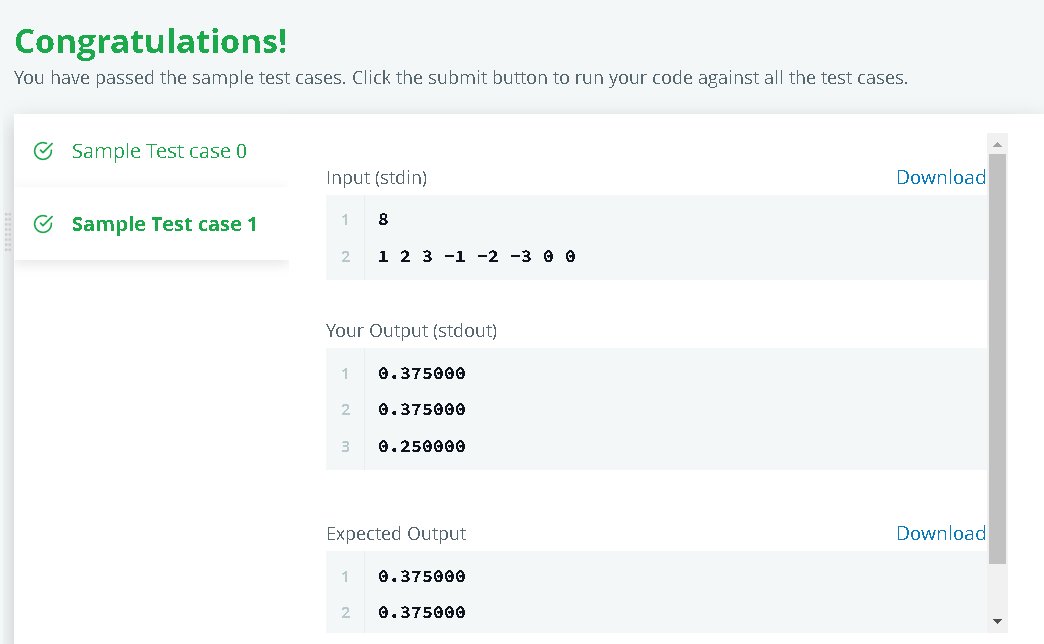 Congratulations!
You have passed the sample test cases. Click the submit button to run your code against all the test cases.
Sample Test case 0
Sample Test case 1
Input (stdin)
Download
1 8
2 1 2 3 -1 -2 -3 0 0
Your Output (stdout)
1 0.375000
2 0.375000
3 0.250000
Expected Output
Download
1 0.375000
2 0.375000